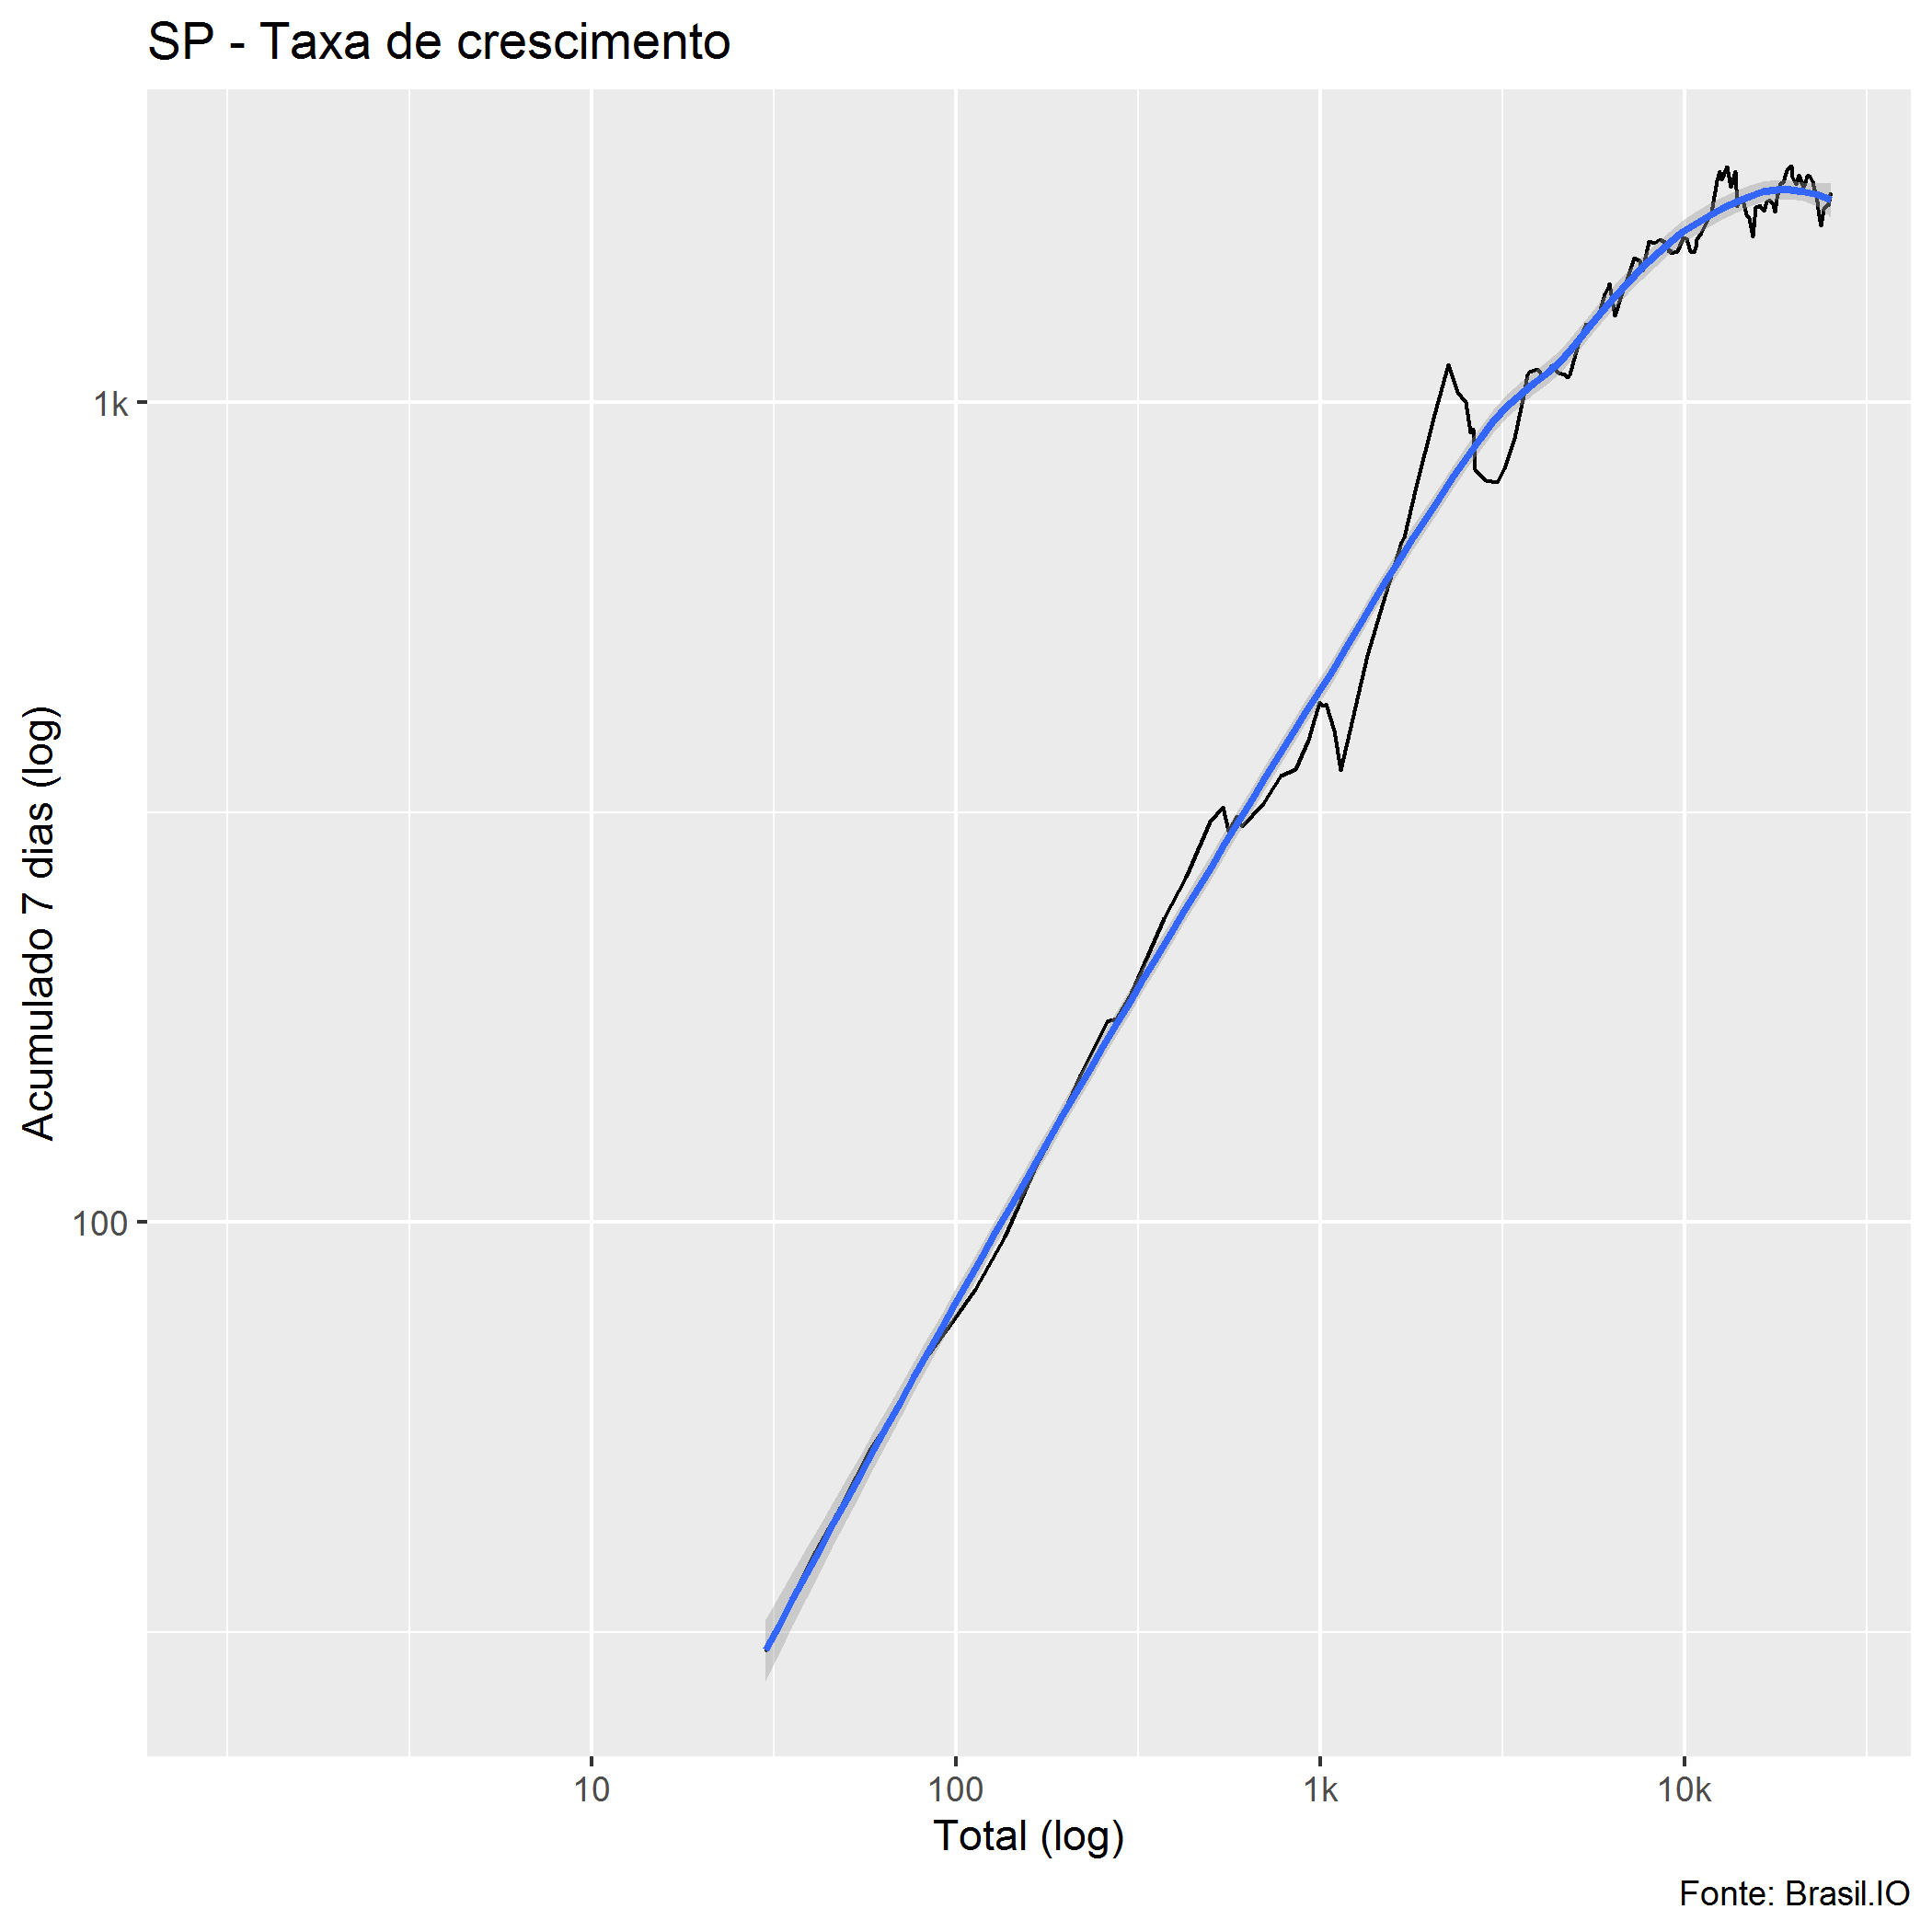 SP - Taxa de crescimento
Acumulado 7 dias (log)
1k
100
10
100
1k
10k
Total (log)
Fonte: Brasil.IO